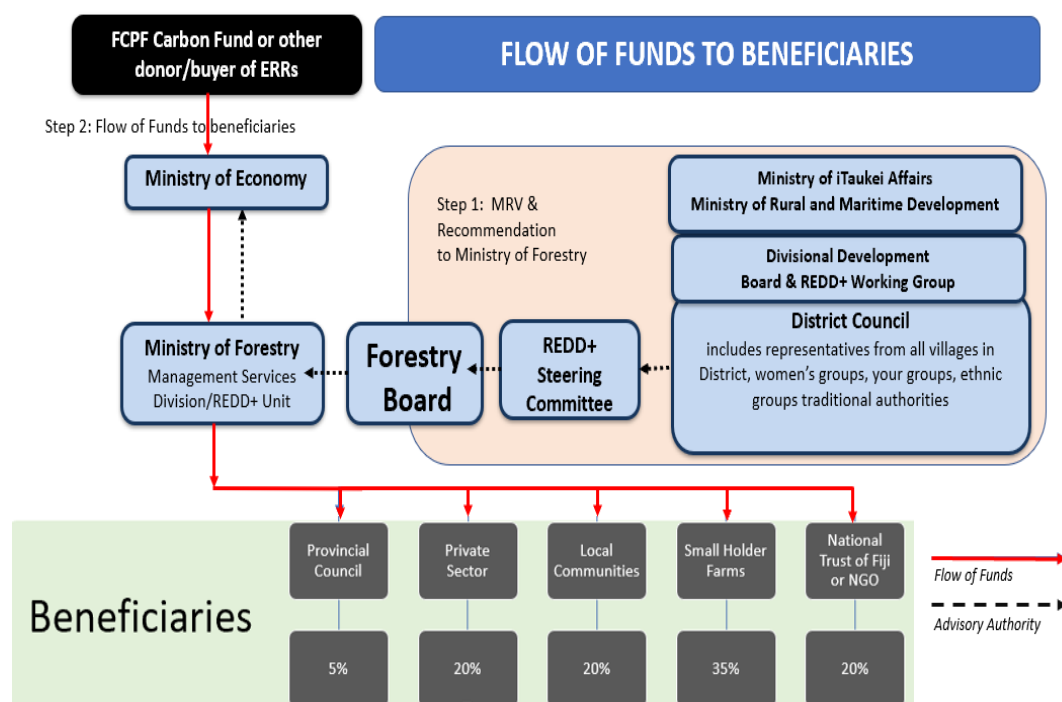 FCPF Carbon Fund or other
donor/buyer of ERRs
FLOW OF FUNDS TO BENEFICIARIES
Step 2: Flow of Funds to beneficiaries
Ministry of Economy
Step 1:  MRV &
Recommendation
to Ministry of Forestry
Ministry of iTaukei Affairs
Ministry of Rural and Maritime Development
Divisional Development
Board & REDD+ Working Group
District Council
includes representatives from all villages in
District, women's groups, your groups, ethnic
groups traditional authorities
REDD+
Steering
Committee
Forestry
Board
Ministry of Forestry
Management Services
Division/REDD+ Unit
Beneficiaries
Provincial
Council
Private
Sector
Local
Communities
Small Holder
Farms
National
Trust of Fiji
or NGO
5%
20%
20%
35%
20%
Flow of Funds
Advisory Authority